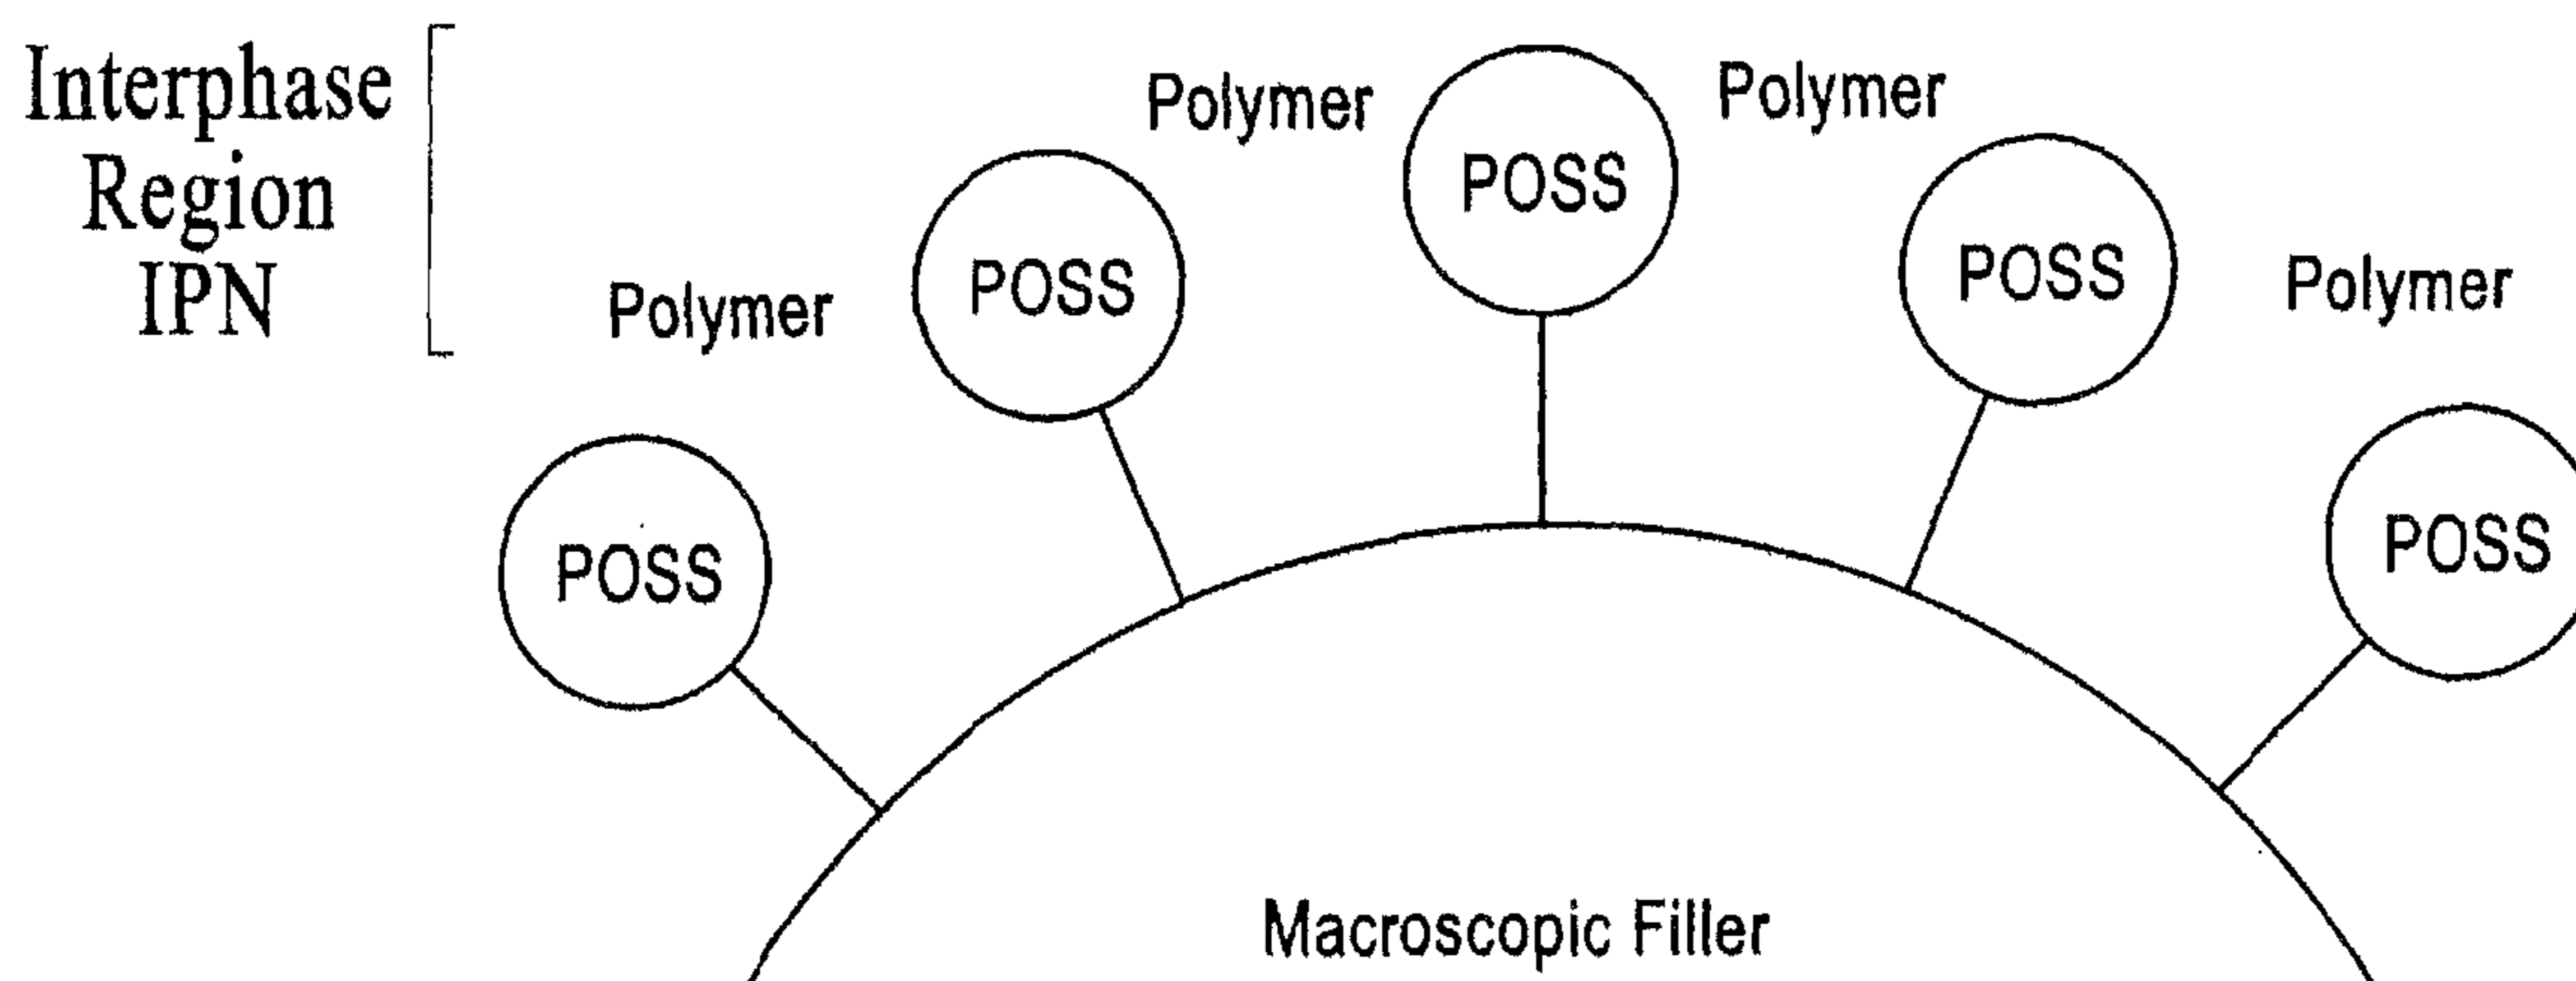 Interphase
Region
IPN
Polymer
Polymer
Polymer
Polymer
POSS
POSS
POSS
POSS
POSS
Macroscopic Filler